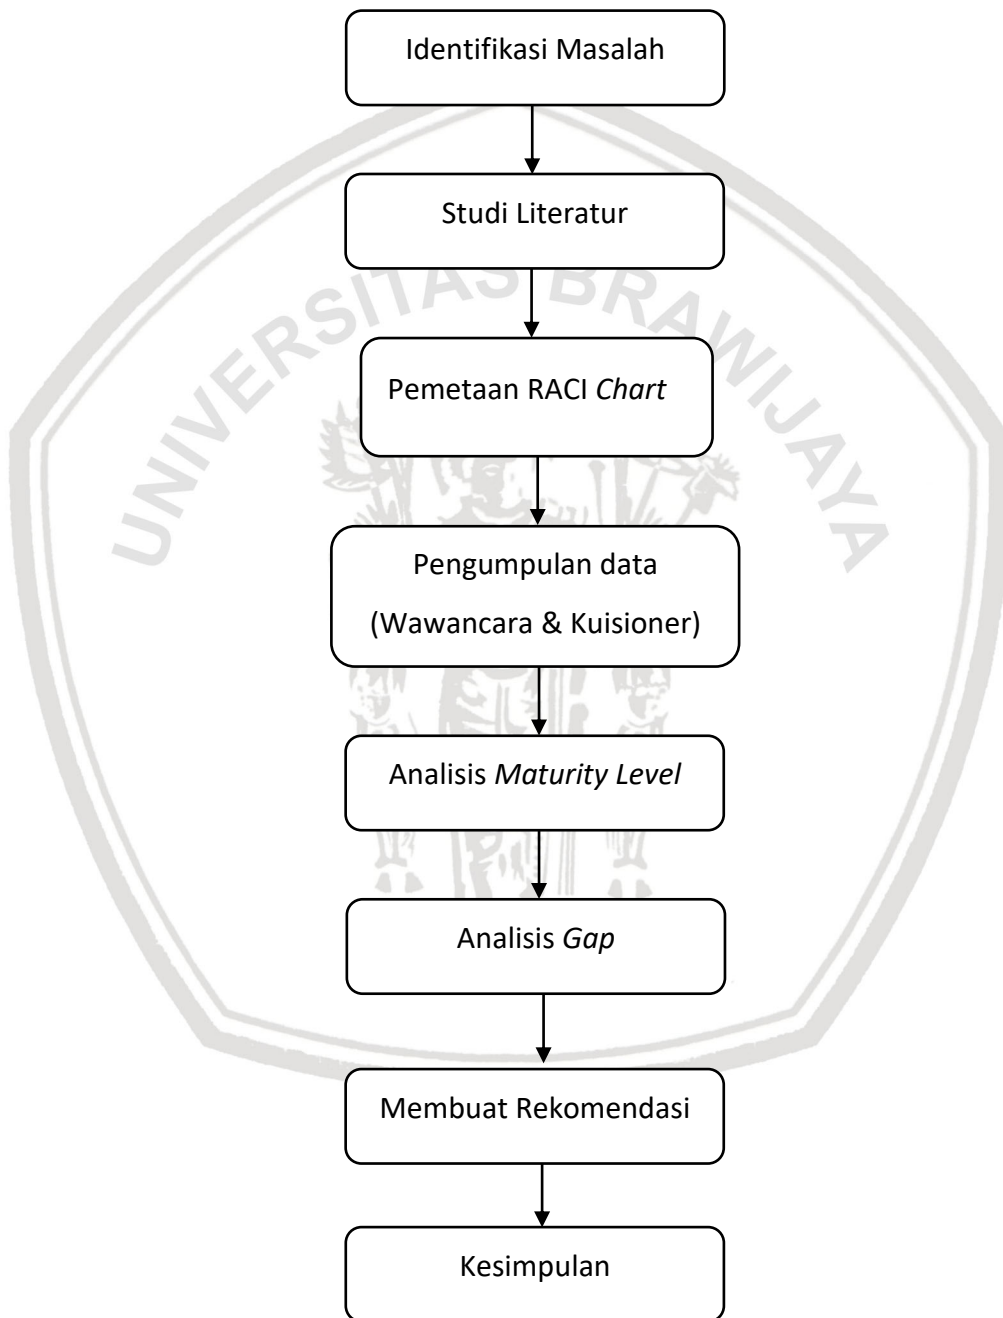 Identifikasi Masalah
Studi Literatur
UNIVERSITAS BRAWIJAYA
Pemetaan RACI Chart
Pengumpulan data
(Wawancara & Kuisioner)
Analisis Maturity Level
Analisis Gap
Membuat Rekomendasi
Kesimpulan